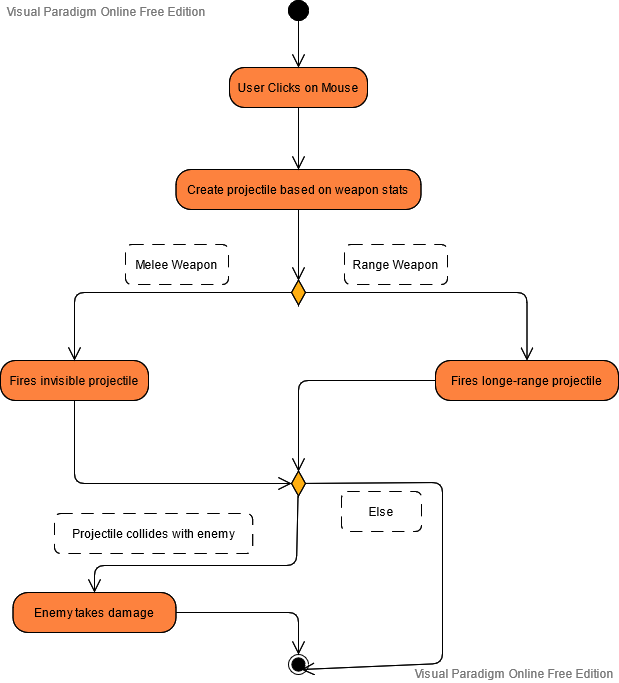 Visual Paradigm Online Free Edition
User Clicks on Mouse
Create projectile based on weapon stats
Melee Weapon
Range Weapon
Fires invisible projectile
Fires longe-range projectile
Else
Projectile collides with enemy
Enemy takes damage
Visual Paradigm Online Free Edition